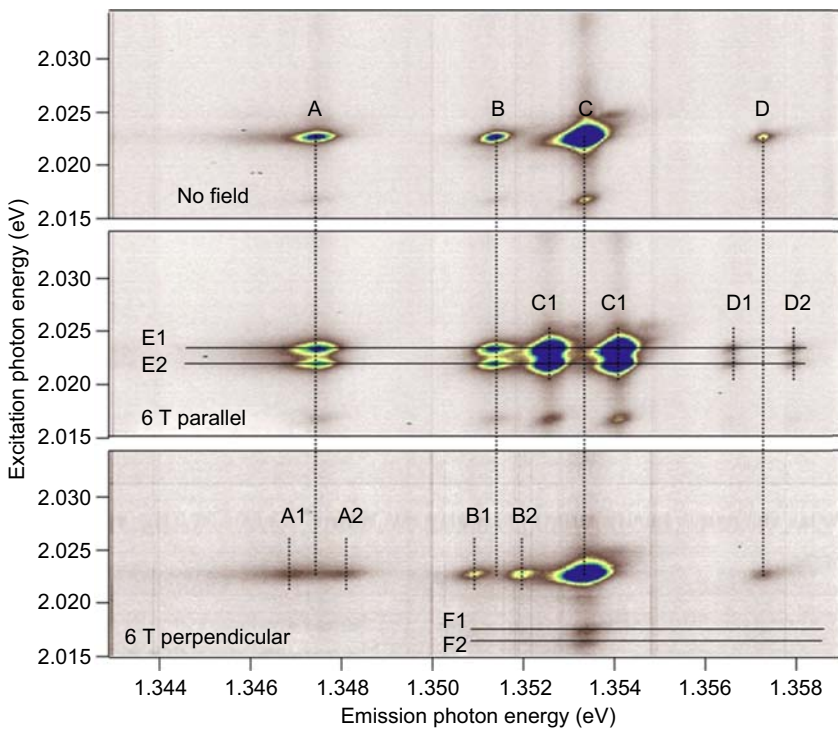 2.030
2.025
2.020
2.015
A B C D
No field
2.030
2.025
2.020
2.015
C1 C1 D1 D2
E1
E2
6 T parallel
Excitation photon energy (eV)
2.030
2.025
2.020
2.015
A1 A2 B1 B2
F1
F2
6 T perpendicular
1.344 1.346 1.348 1.350 1.352 1.354 1.356 1.358
Emission photon energy (eV)